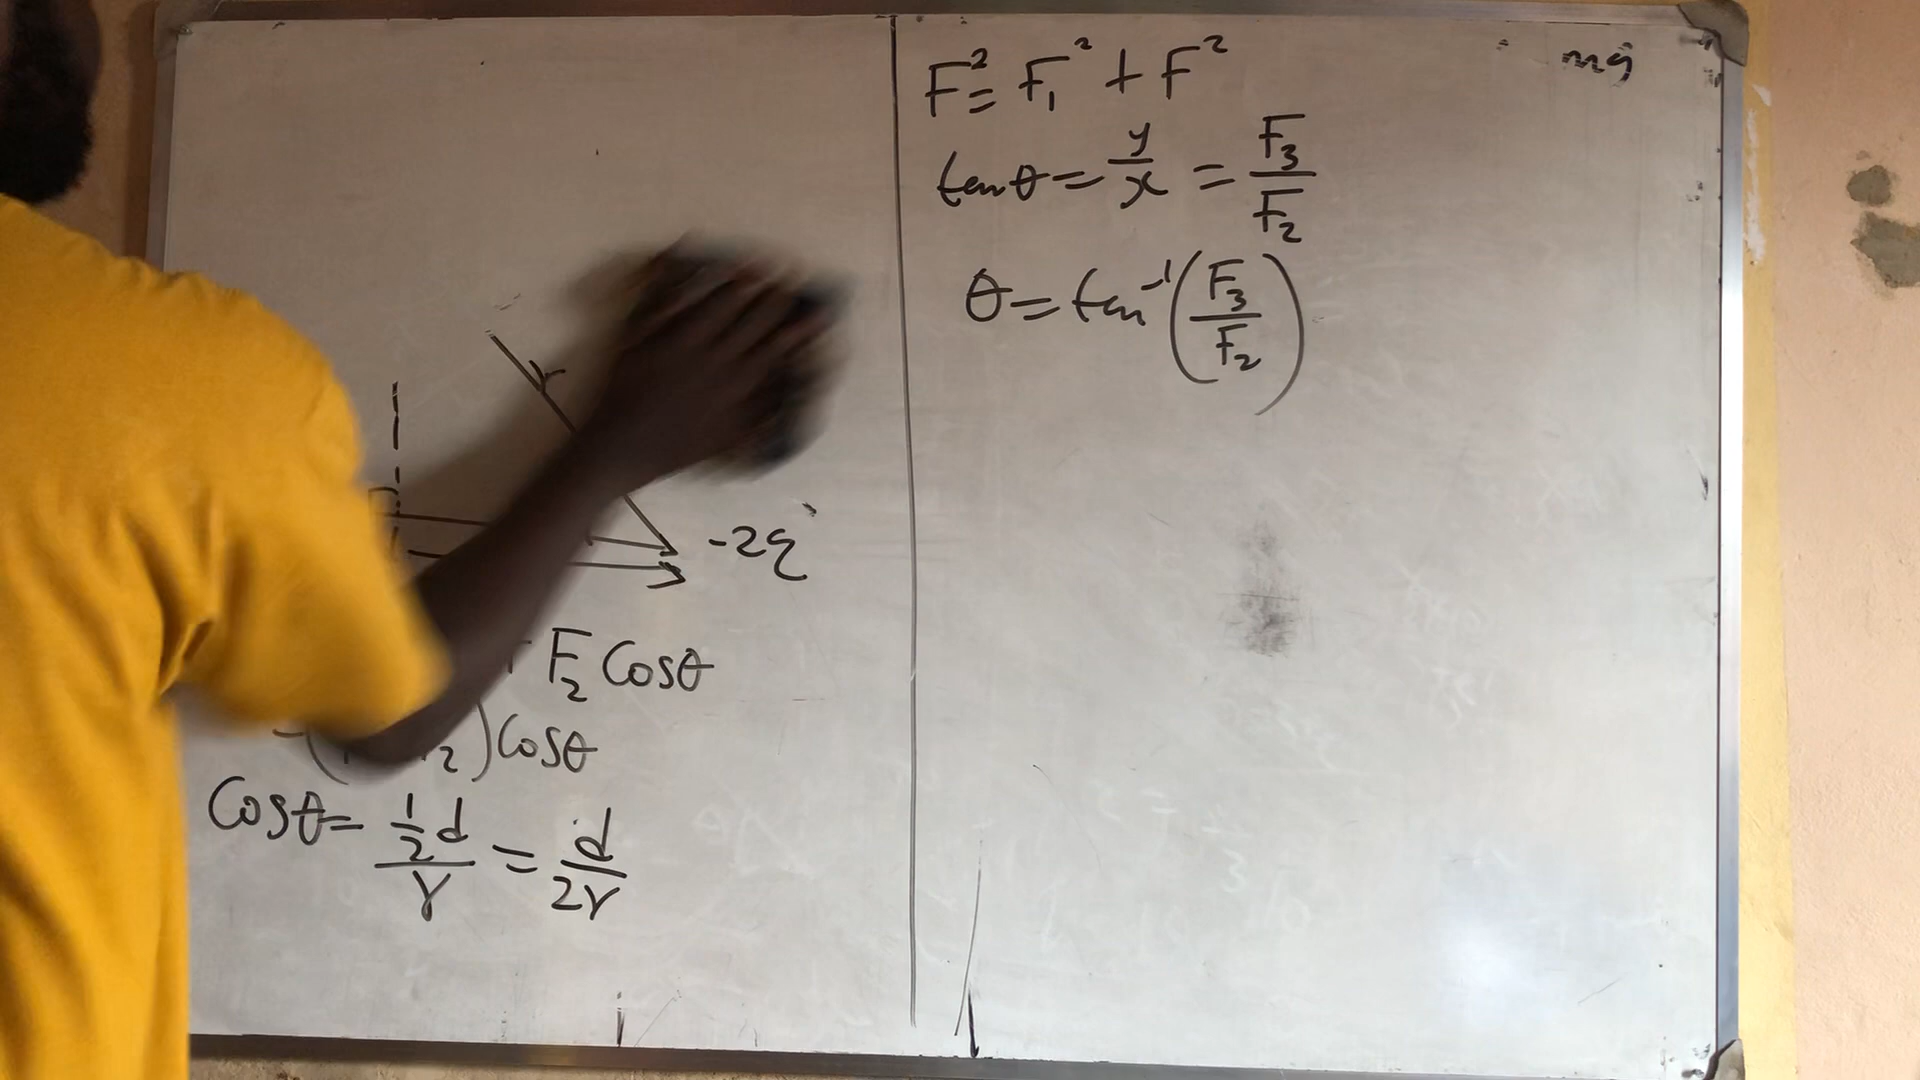 r
-2q
F₂ Cosθ
₂)Cosθ
Cosθ = ½d/r = d/2r
F² = F₁² + F²
tanθ = y/x = F₃/F₂
θ = tan⁻¹(F₃/F₂)
mg